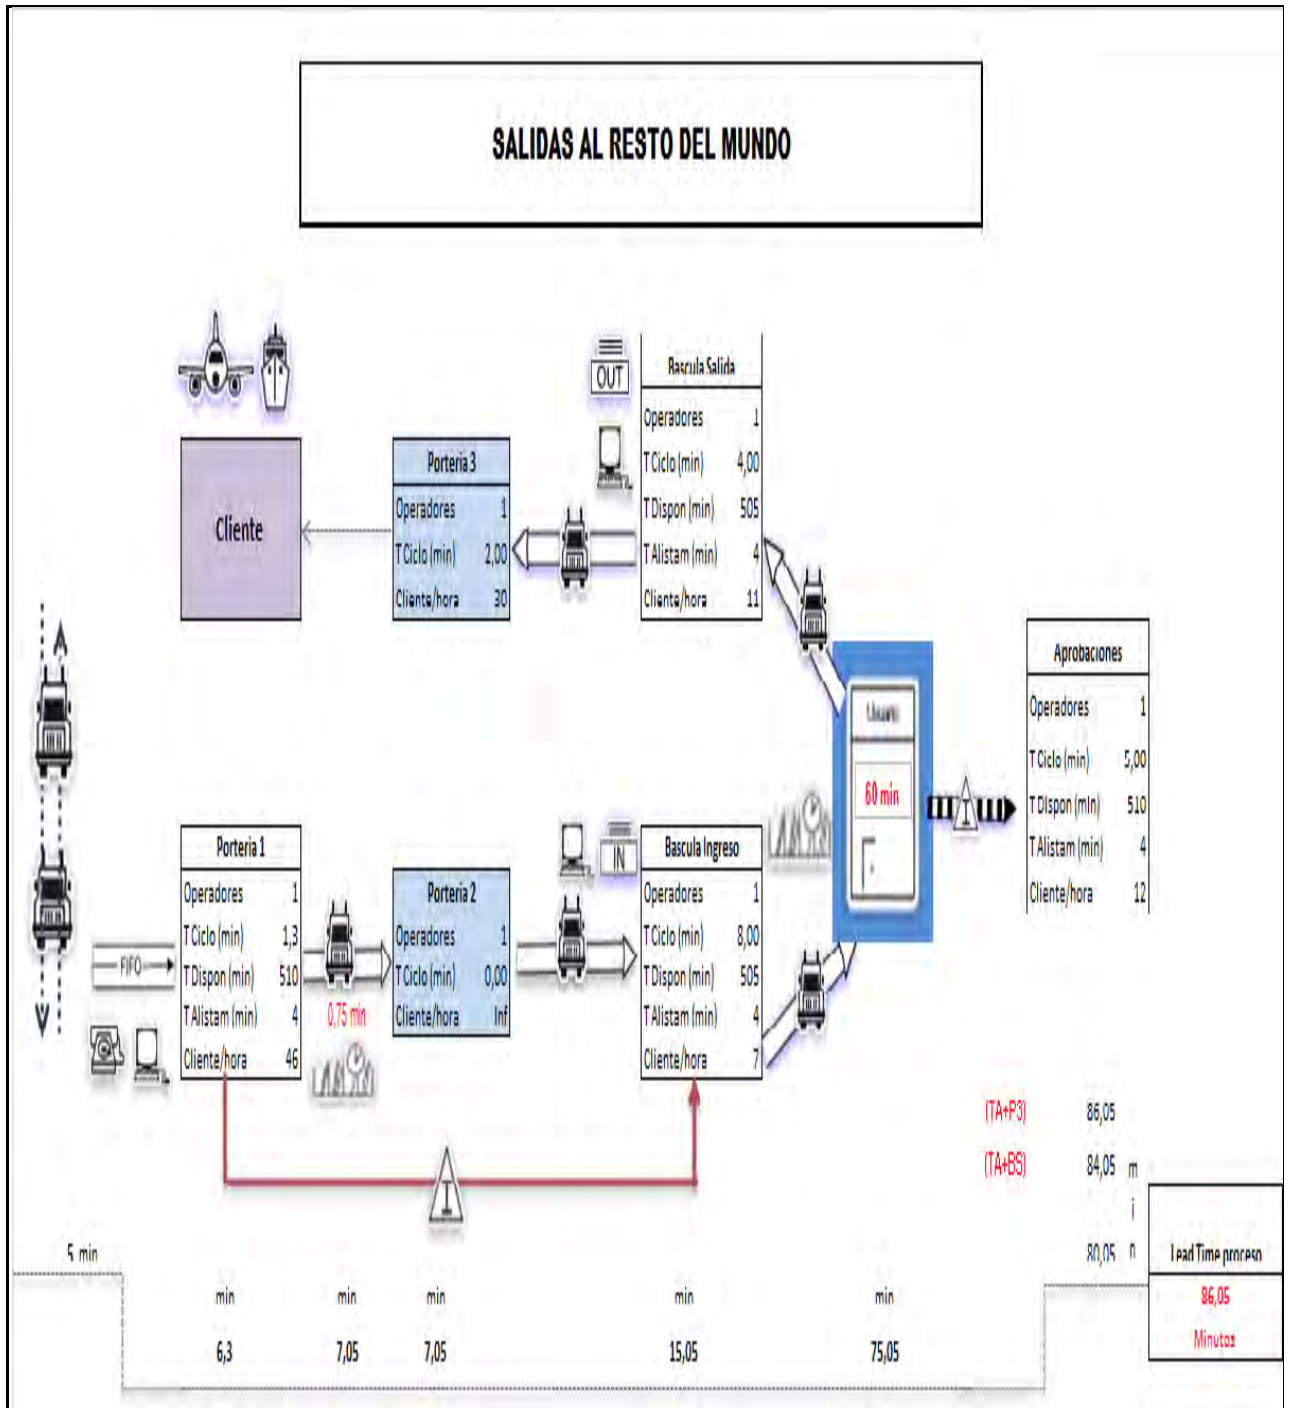 SALIDAS AL RESTO DEL MUNDO
Cliente
Porteria 3
Operadores 1
T Ciclo (min) 2,00
Cliente/hora 30
OUT
Bascula Salida
Operadores 1
T Ciclo (min) 4,00
T Dispon (min) 505
T Alistam (min) 4
Cliente/hora 11
60 min
Aprobaciones
Operadores 1
T Ciclo (min) 5,00
T Dispon (min) 510
T Alistam (min) 4
Cliente/hora 12
FIFO
Porteria 1
Operadores 1
T Ciclo (min) 1,3
T Dispon (min) 510
T Alistam (min) 4
Cliente/hora 46
0,75 min
Porteria 2
Operadores 1
T Ciclo (min) 0,00
Cliente/hora Inf
IN
Bascula Ingreso
Operadores 1
T Ciclo (min) 8,00
T Dispon (min) 505
T Alistam (min) 4
Cliente/hora 7
I
I
(TA+P3) 86,05
(TA+BS) 84,05
80,05
min
5 min
min min min min min
6,3 7,05 7,05 15,05 75,05
Lead Time proceso
86,05
Minutos